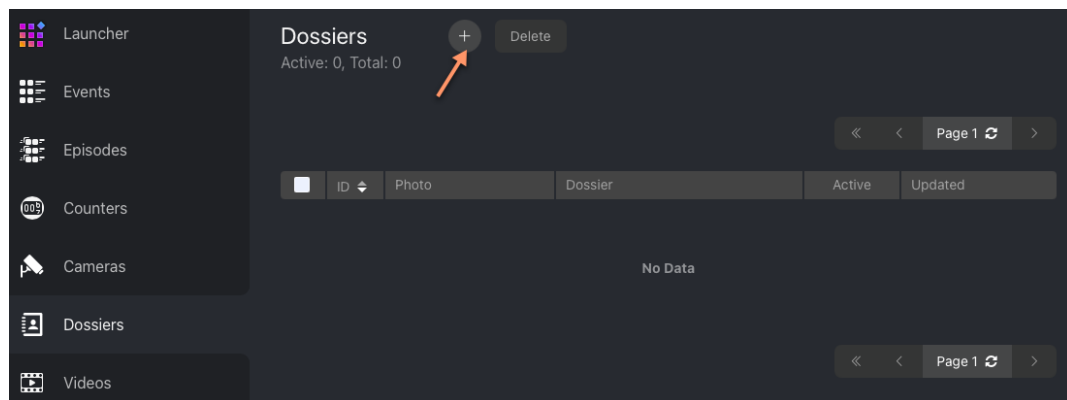 Launcher
Events
Episodes
Counters
Cameras
Dossiers
Videos
Dossiers + Delete
Active: 0, Total: 0
« < Page 1 >
ID Photo Dossier Active Updated
No Data
« < Page 1 >